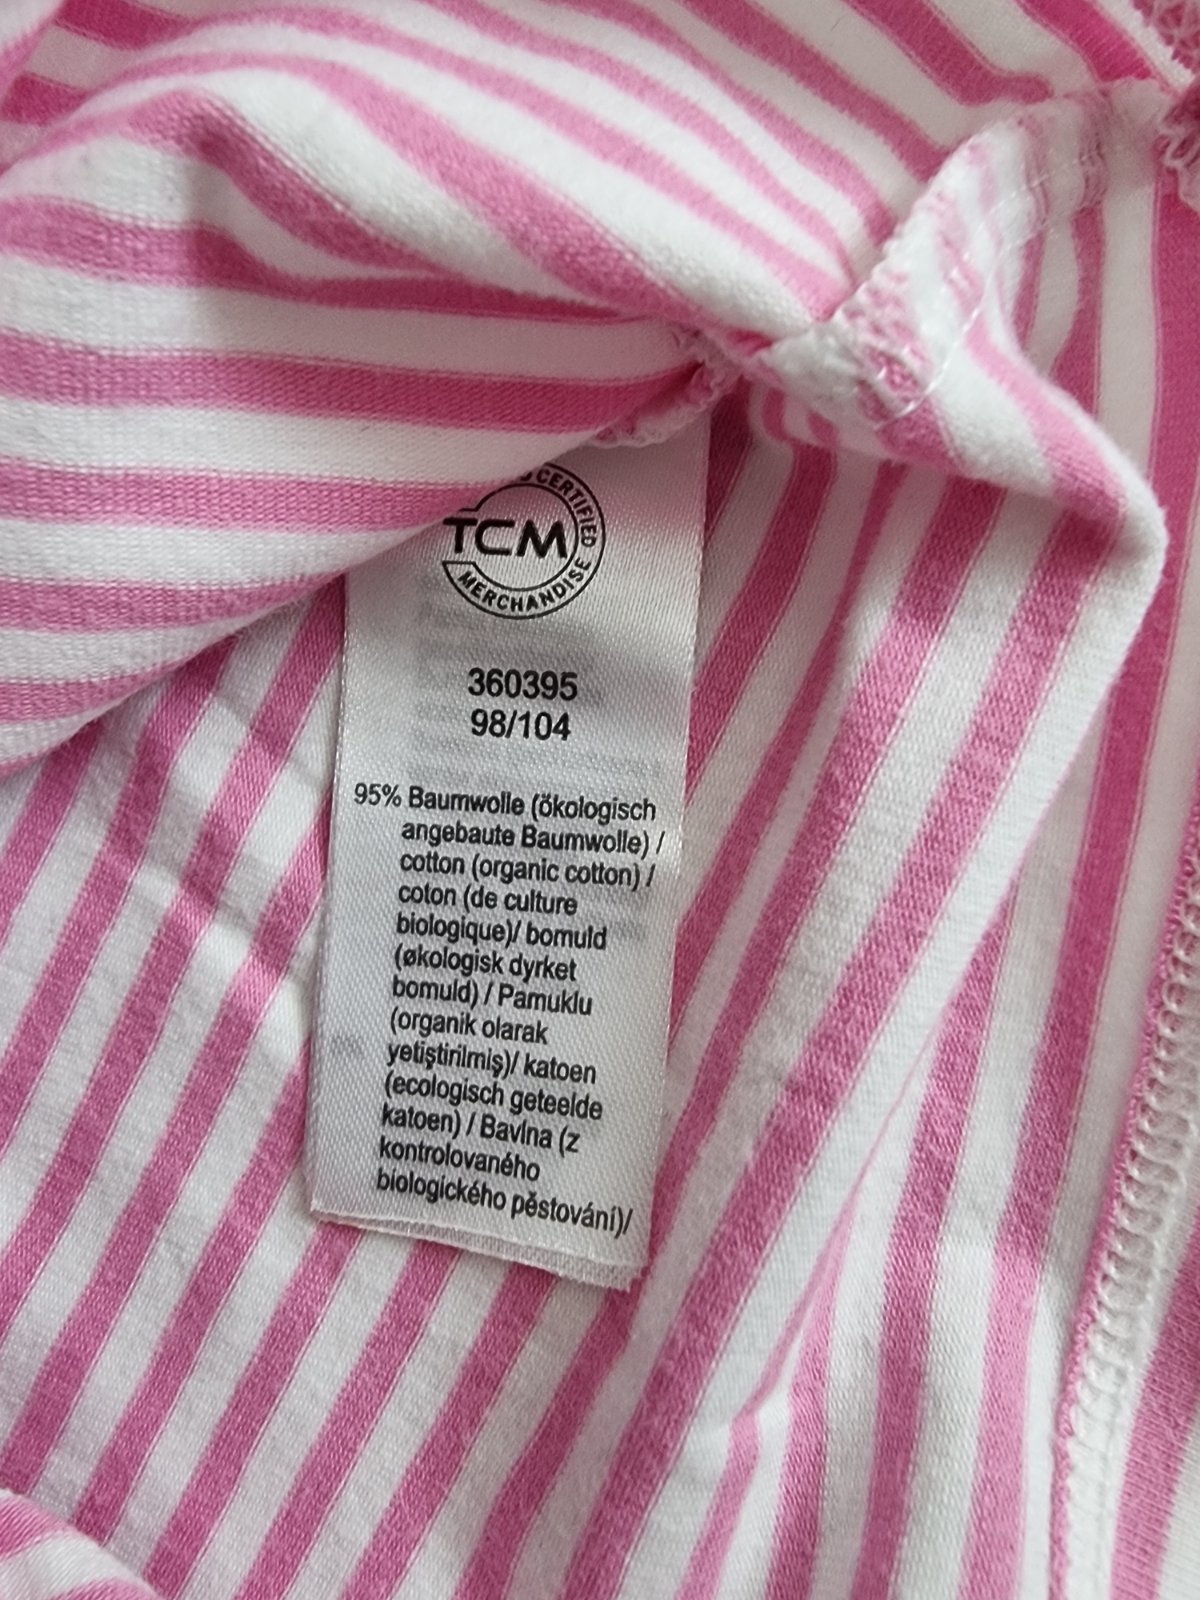 CERTIFIED
TCM
MERCHANDISE
360395
98/104
95% Baumwolle (ökologisch
angebaute Baumwolle) /
cotton (organic cotton) /
coton (de culture
biologique)/ bomuld
(økologisk dyrket
bomuld) / Pamuklu
(organik olarak
yetiştirilmiş)/ katoen
(ecologisch geteelde
katoen) / Bavlna (z
kontrolovaného
biologického pěstování)/